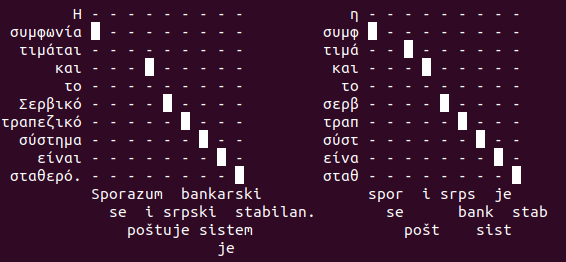 Η η
συμφωνία συμφ
τιμάται τιμά
και και
το το
Σερβικό σερβ
τραπεζικό τραπ
σύστημα σύστ
είναι είνα
σταθερό. σταθ
Sporazum bankarski spor i srps je
se i srpski stabilan. se bank stab
poštuje sistem pošt sist
je